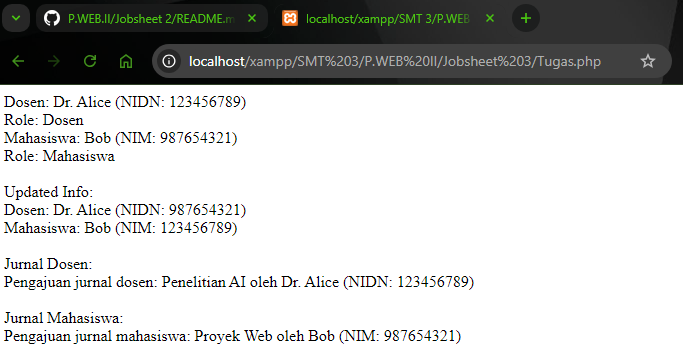 P.WEB.II/Jobsheet 2/README.m
localhost/xampp/SMT 3/P.WEB
localhost/xampp/SMT%203/P.WEB%20II/Jobsheet%203/Tugas.php
Dosen: Dr. Alice (NIDN: 123456789)
Role: Dosen
Mahasiswa: Bob (NIM: 987654321)
Role: Mahasiswa
Updated Info:
Dosen: Dr. Alice (NIDN: 987654321)
Mahasiswa: Bob (NIM: 123456789)
Jurnal Dosen:
Pengajuan jurnal dosen: Penelitian AI oleh Dr. Alice (NIDN: 123456789)
Jurnal Mahasiswa:
Pengajuan jurnal mahasiswa: Proyek Web oleh Bob (NIM: 987654321)